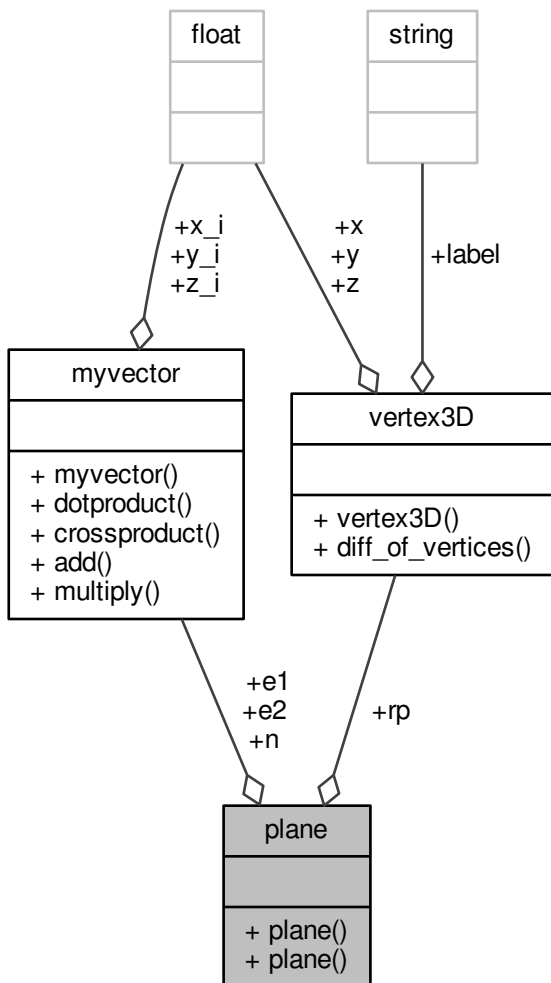 float
string
+x_i
+y_i
+z_i
+x
+y
+z
+label
myvector
+ myvector()
+ dotproduct()
+ crossproduct()
+ add()
+ multiply()
vertex3D
+ vertex3D()
+ diff_of_vertices()
+e1
+e2
+n
+rp
plane
+ plane()
+ plane()